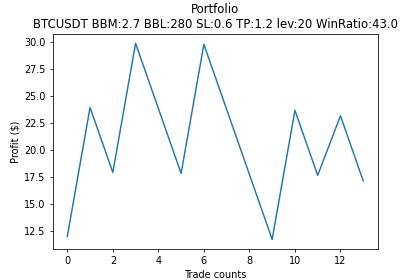 Portfolio
BTCUSDT BBM:2.7 BBL:280 SL:0.6 TP:1.2 lev:20 WinRatio:43.0
30.0
27.5
25.0
22.5
20.0
17.5
15.0
12.5
Profit ($)
0 2 4 6 8 10 12
Trade counts